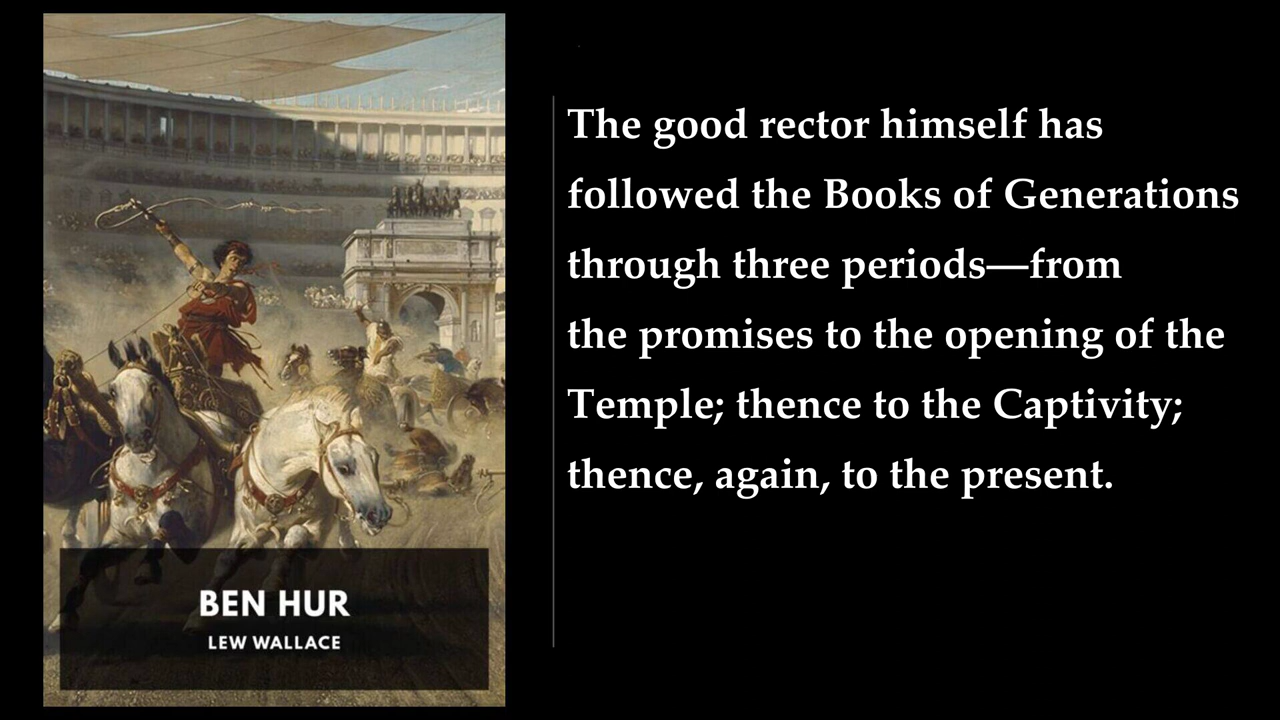 BEN HUR
LEW WALLACE
The good rector himself has
followed the Books of Generations
through three periods—from
the promises to the opening of the
Temple; thence to the Captivity;
thence, again, to the present.